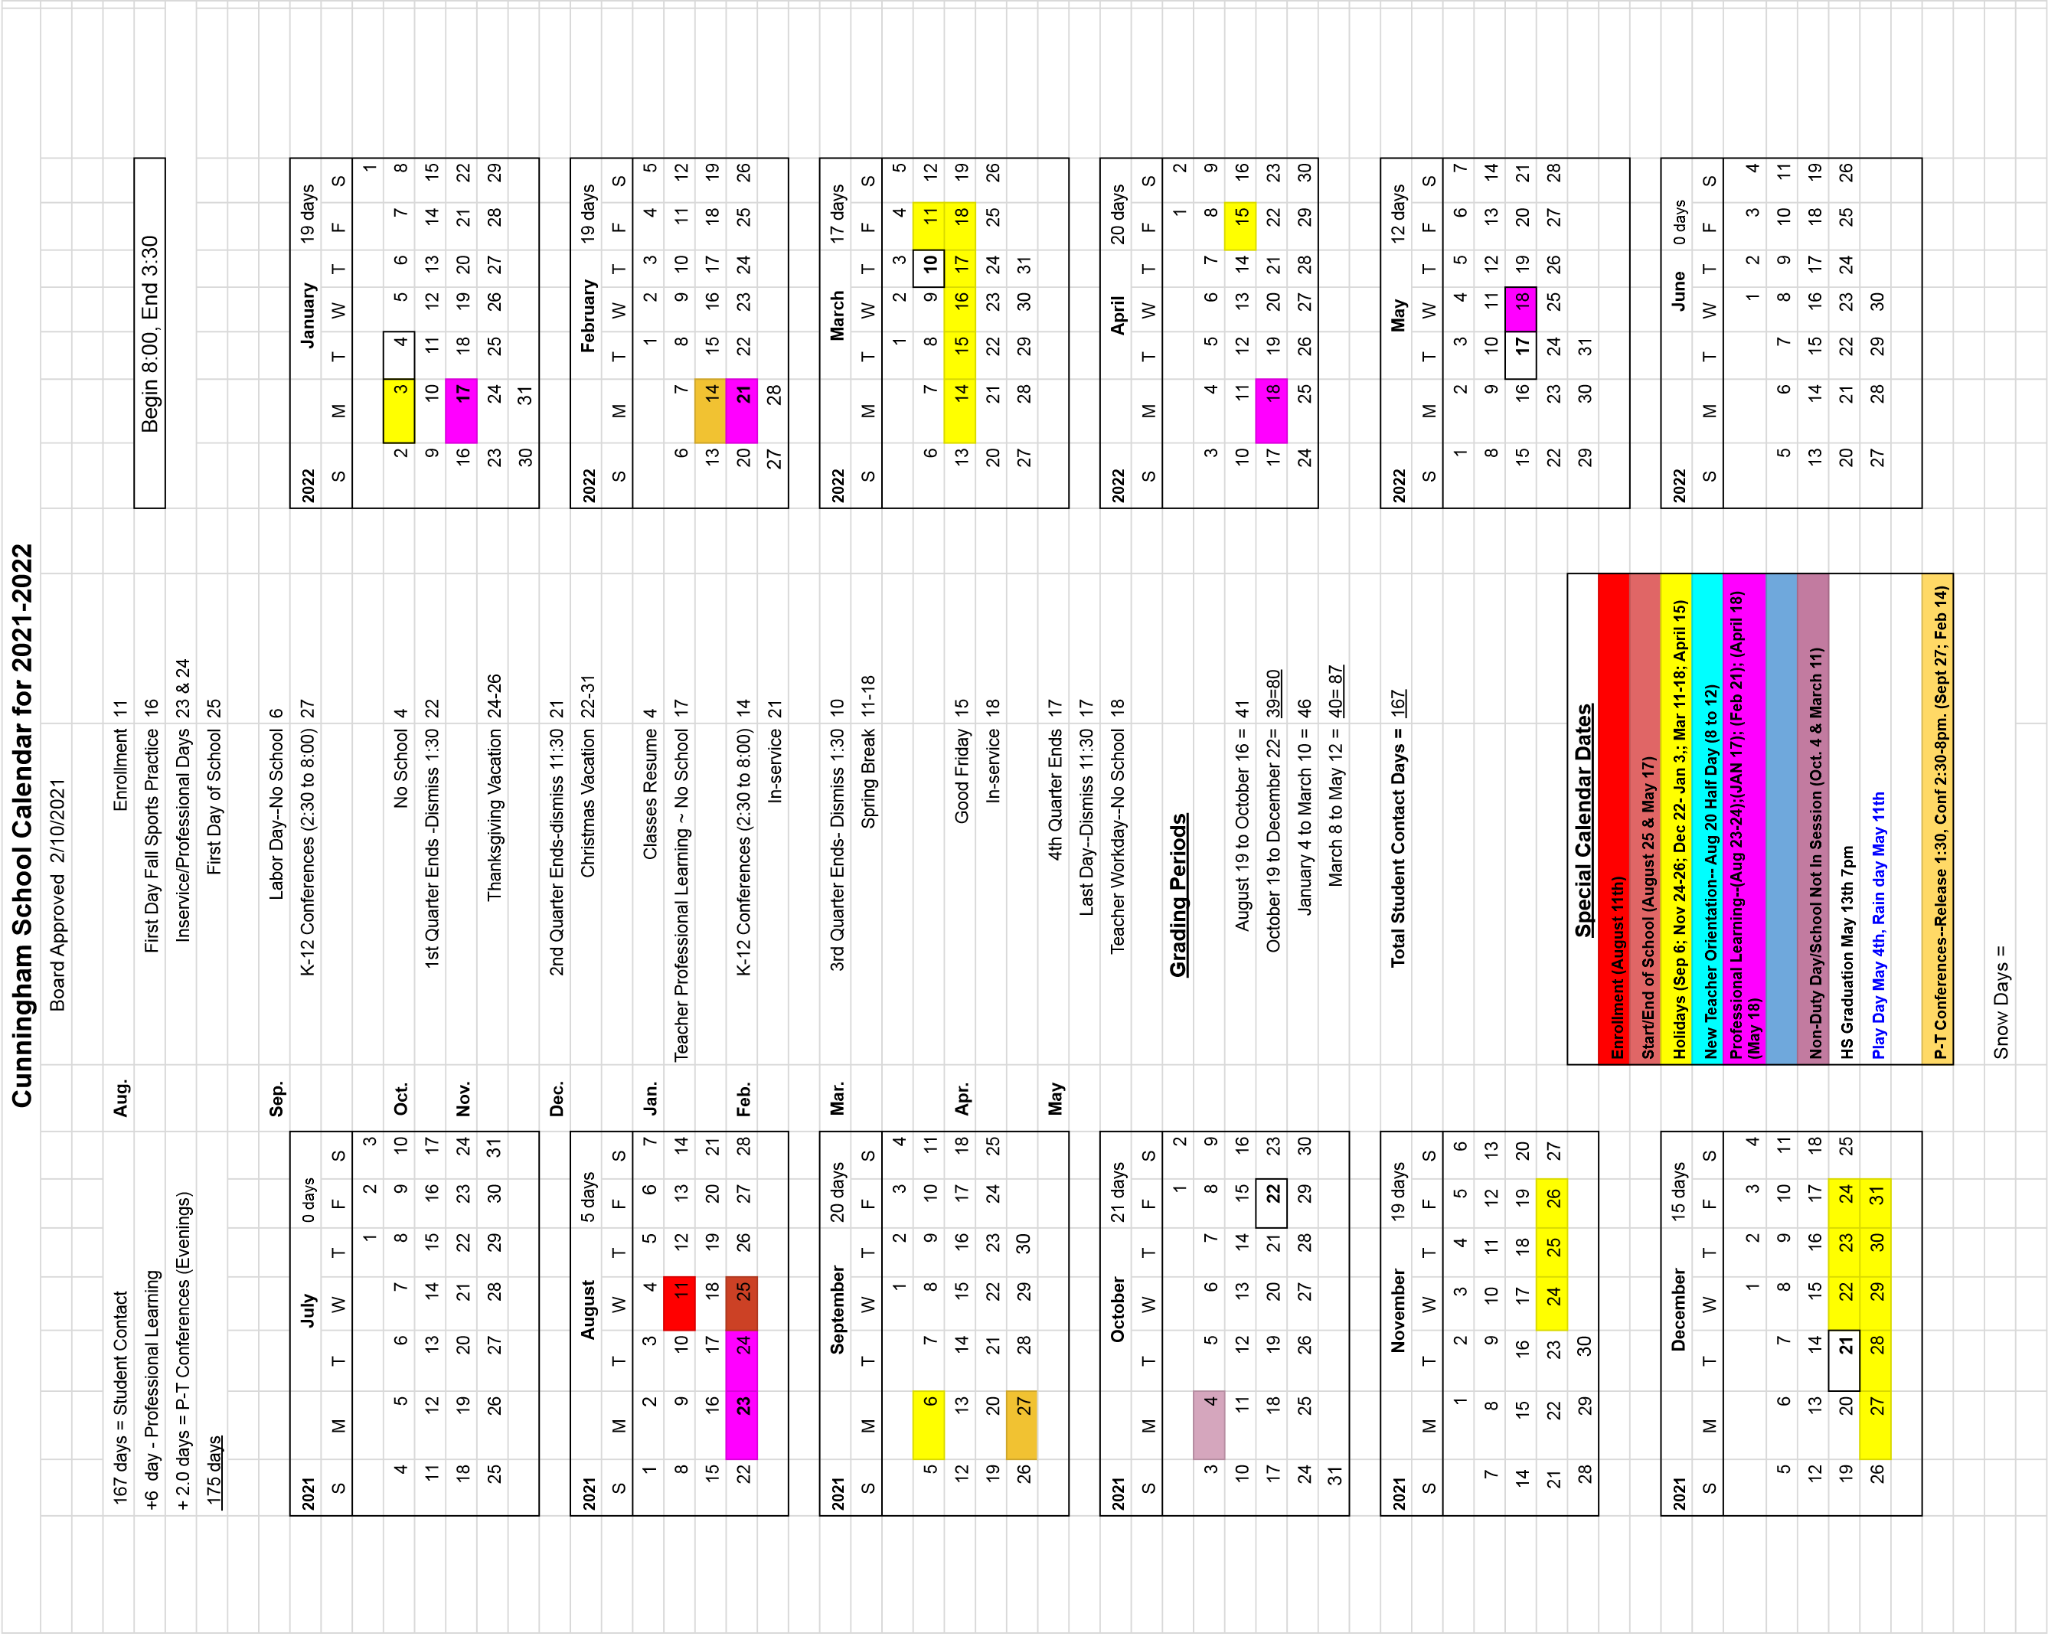 Cunningham School Calendar for 2021-2022
Board Approved 2/10/2021
167 days = Student Contact
+6 day - Professional Learning
+ 2.0 days = P-T Conferences (Evenings)
175 days
Begin 8:00, End 3:30
2021 July 0 days
S M T W T F S
1 2 3
4 5 6 7 8 9 10
11 12 13 14 15 16 17
18 19 20 21 22 23 24
25 26 27 28 29 30 31
2021 August 5 days
S M T W T F S
1 2 3 4 5 6 7
8 9 10 11 12 13 14
15 16 17 18 19 20 21
22 23 24 25 26 27 28
2021 September 20 days
S M T W T F S
1 2 3 4
5 6 7 8 9 10 11
12 13 14 15 16 17 18
19 20 21 22 23 24 25
26 27 28 29 30
2021 October 21 days
S M T W T F S
1 2
3 4 5 6 7 8 9
10 11 12 13 14 15 16
17 18 19 20 21 22 23
24 25 26 27 28 29 30
31
2021 November 19 days
S M T W T F S
1 2 3 4 5 6
7 8 9 10 11 12 13
14 15 16 17 18 19 20
21 22 23 24 25 26 27
28 29 30
2021 December 15 days
S M T W T F S
1 2 3 4
5 6 7 8 9 10 11
12 13 14 15 16 17 18
19 20 21 22 23 24 25
26 27 28 29 30 31
Aug. Enrollment 11
First Day Fall Sports Practice 16
Inservice/Professional Days 23 & 24
First Day of School 25
Sep. Labor Day--No School 6
K-12 Conferences (2:30 to 8:00) 27
Oct. No School 4
1st Quarter Ends -Dismiss 1:30 22
Nov.
Thanksgiving Vacation 24-26
Dec. 2nd Quarter Ends-dismiss 11:30 21
Christmas Vacation 22-31
Jan. Classes Resume 4
Teacher Professional Learning ~ No School 17
Feb. K-12 Conferences (2:30 to 8:00) 14
In-service 21
Mar. 3rd Quarter Ends- Dismiss 1:30 10
Spring Break 11-18
Apr. Good Friday 15
In-service 18
May 4th Quarter Ends 17
Last Day--Dismiss 11:30 17
Teacher Workday--No School 18
Grading Periods
August 19 to October 16 = 41
October 19 to December 22= 39=80
January 4 to March 10 = 46
March 8 to May 12 = 40= 87
Total Student Contact Days = 167
Special Calendar Dates
Enrollment (August 11th)
Start/End of School (August 25 & May 17)
Holidays (Sep 6; Nov 24-26; Dec 22- Jan 3,; Mar 11-18; April 15)
New Teacher Orientation-- Aug 20 Half Day (8 to 12)
Professional Learning--(Aug 23-24);(JAN 17); (Feb 21); (April 18)
(May 18)
Non-Duty Day/School Not In Session (Oct. 4 & March 11)
HS Graduation May 13th 7pm
Play Day May 4th, Rain day May 11th
P-T Conferences--Release 1:30, Conf 2:30-8pm. (Sept 27; Feb 14)
Snow Days =
2022 January 19 days
S M T W T F S
1
2 3 4 5 6 7 8
9 10 11 12 13 14 15
16 17 18 19 20 21 22
23 24 25 26 27 28 29
30 31
2022 February 19 days
S M T W T F S
1 2 3 4 5
6 7 8 9 10 11 12
13 14 15 16 17 18 19
20 21 22 23 24 25 26
27 28
2022 March 17 days
S M T W T F S
1 2 3 4 5
6 7 8 9 10 11 12
13 14 15 16 17 18 19
20 21 22 23 24 25 26
27 28 29 30 31
2022 April 20 days
S M T W T F S
1 2
3 4 5 6 7 8 9
10 11 12 13 14 15 16
17 18 19 20 21 22 23
24 25 26 27 28 29 30
2022 May 12 days
S M T W T F S
1 2 3 4 5 6 7
8 9 10 11 12 13 14
15 16 17 18 19 20 21
22 23 24 25 26 27 28
29 30 31
2022 June 0 days
S M T W T F S
1 2 3 4
5 6 7 8 9 10 11
13 14 15 16 17 18 19
20 21 22 23 24 25 26
27 28 29 30